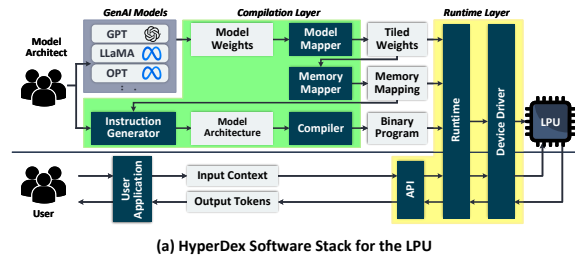 GenAI Models
Compilation Layer
Runtime Layer
Model
Architect
GPT
LLaMA
OPT
: .
Model
Weights
Model
Mapper
Tiled
Weights
Memory
Mapper
Memory
Mapping
Instruction
Generator
Model
Architecture
Compiler
Binary
Program
Runtime
Device Driver
LPU
User
User
Application
Input Context
Output Tokens
API
(a) HyperDex Software Stack for the LPU